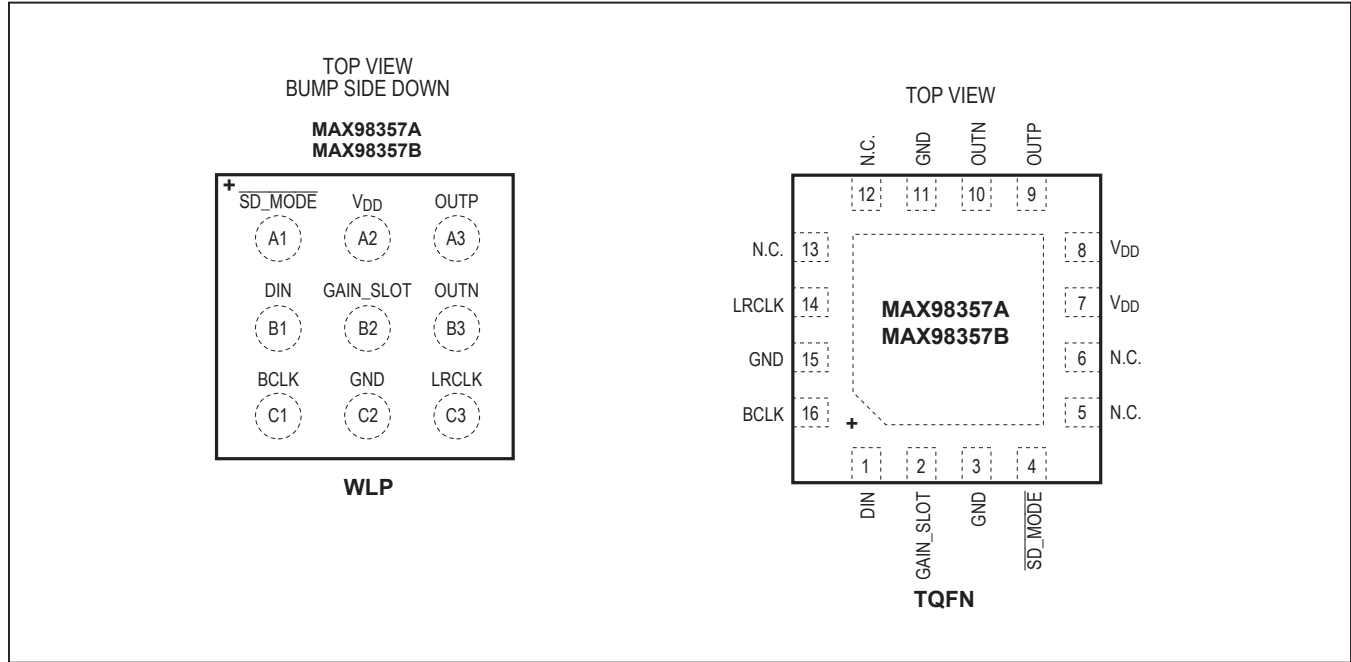 TOP VIEW
BUMP SIDE DOWN
MAX98357A
MAX98357B
+
SD_MODE VDD OUTP
A1 A2 A3
DIN GAIN_SLOT OUTN
B1 B2 B3
BCLK GND LRCLK
C1 C2 C3
WLP
TOP VIEW
N.C. GND OUTN OUTP
12 11 10 9
N.C. 13 8 VDD
LRCLK 14 7 VDD
MAX98357A
MAX98357B
GND 15 6 N.C.
BCLK 16 5 N.C.
+
1 2 3 4
DIN GAIN_SLOT GND SD_MODE
TQFN